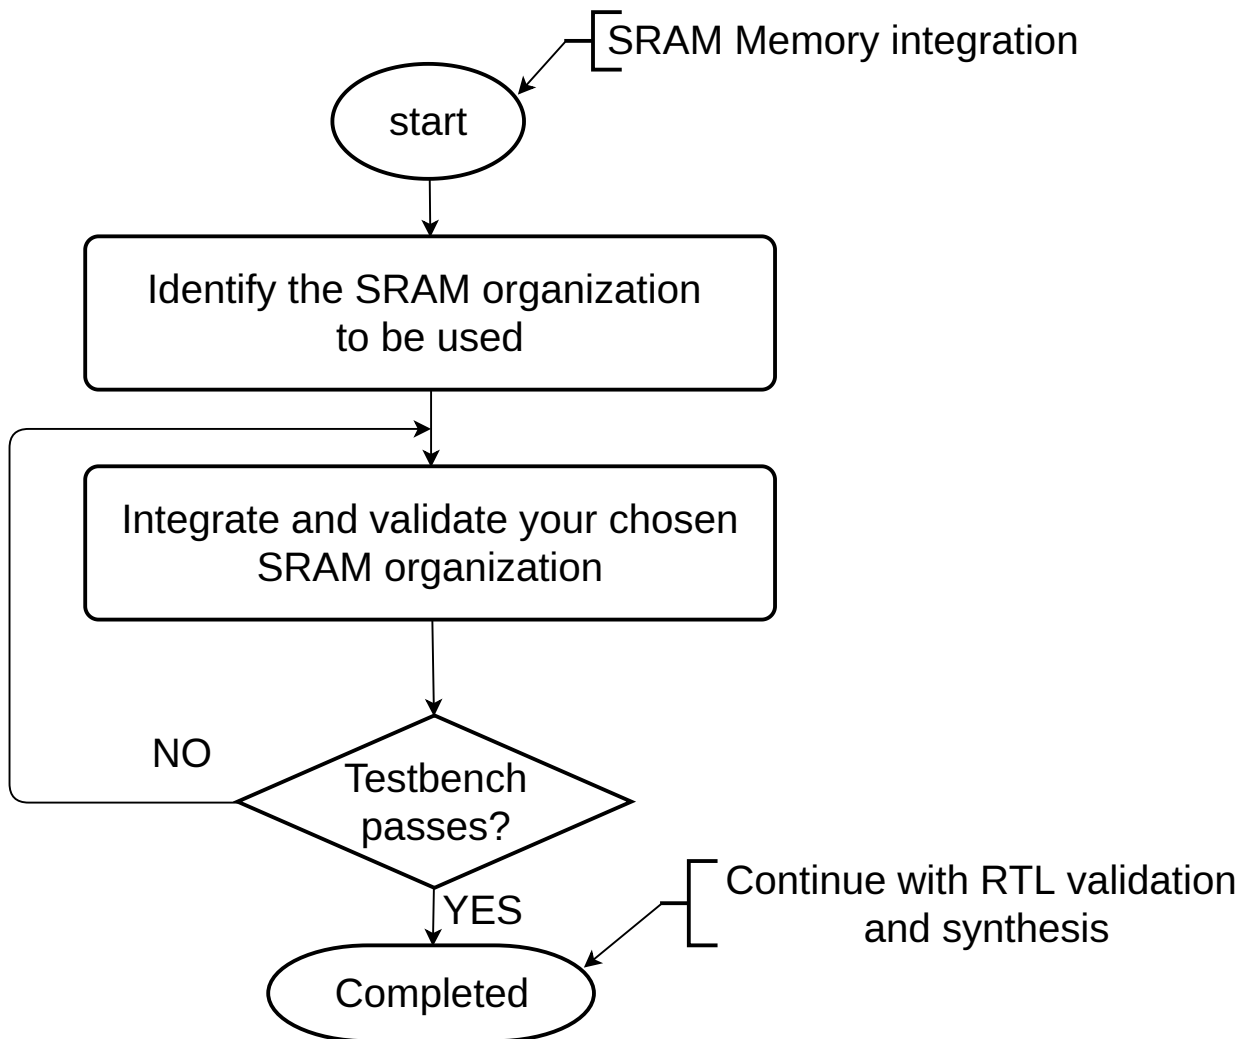 SRAM Memory integration
start
Identify the SRAM organization
to be used
Integrate and validate your chosen
SRAM organization
NO
Testbench
passes?
YES
Continue with RTL validation
and synthesis
Completed